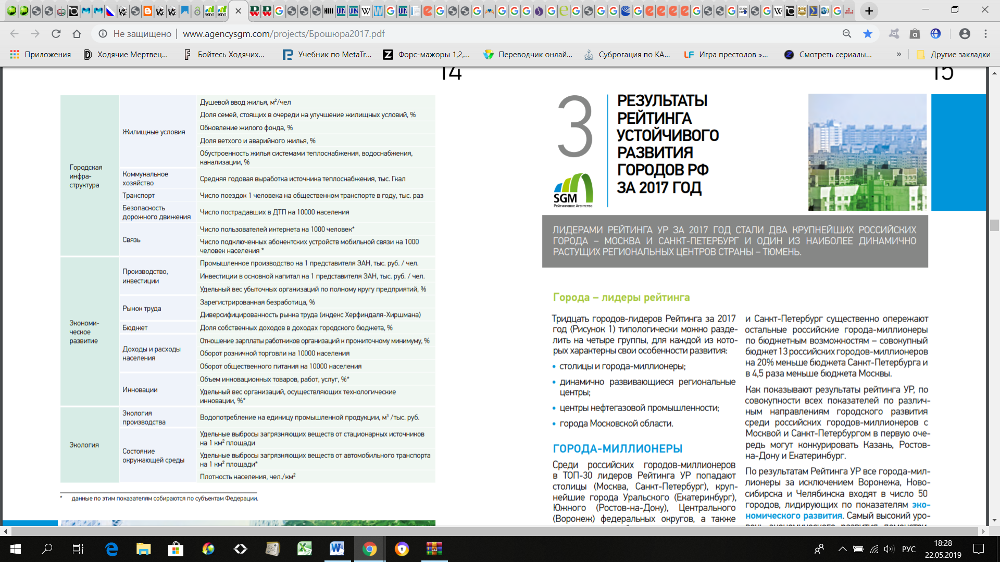 Не защищено | www.agencysgm.com/projects/Брошюра2017.pdf
Приложения
Ходячие Мертвец...
Бойтесь Ходячих...
Учебник по MetaTr...
Форс-мажоры 1,2,...
Переводчик онлай...
Суброгация по КА...
Игра престолов »...
Смотреть сериалы...
»
Другие закладки
14
Городская
инфра-
структура
Жилищные условия
Душевой ввод жилья, м²/чел
Доля семей, стоящих в очереди на улучшение жилищных условий, %
Обновление жилого фонда, %
Доля ветхого и аварийного жилья, %
Обустроенность жилья системами теплоснабжения, водоснабжения,
канализации, %
Коммунальное
хозяйство
Средняя годовая выработка источника теплоснабжения, тыс. Гкал
Транспорт
Число поездок 1 человека на общественном транспорте в году, тыс. раз
Безопасность
дорожного движения
Число пострадавших в ДТП на 10000 населения
Связь
Число пользователей интернета на 1000 человек*
Число подключенных абонентских устройств мобильной связи на 1000
человек населения *
Экономи-
ческое
развитие
Производство,
инвестиции
Промышленное производство на 1 представителя ЭАН, тыс. руб. / чел.
Инвестиции в основной капитал на 1 представителя ЭАН, тыс. руб. / чел.
Удельный вес убыточных организаций по полному кругу предприятий, %
Рынок труда
Зарегистрированная безработица, %
Диверсифицированность рынка труда (индекс Херфиндаля-Хиршмана)
Бюджет
Доля собственных доходов в доходах городского бюджета, %
Доходы и расходы
населения
Отношение зарплаты работников организаций к прожиточному минимуму, %
Оборот розничной торговли на 10000 населения
Оборот общественного питания на 10000 населения
Инновации
Объем инновационных товаров, работ, услуг, %*
Удельный вес организаций, осуществляющих технологические
инновации, %*
Экология
Экология
производства
Водопотребление на единицу промышленной продукции, м³ /тыс. руб.
Состояние
окружающей среды
Удельные выбросы загрязняющих веществ от стационарных источников
на 1 км² площади
Удельные выбросы загрязняющих веществ от автомобильного транспорта
на 1 км² площади*
Плотность населения, чел./км²
* данные по этим показателям собираются по субъектам Федерации.
15
3
SGM
Рейтинговое Агентство
РЕЗУЛЬТАТЫ
РЕЙТИНГА
УСТОЙЧИВОГО
РАЗВИТИЯ
ГОРОДОВ РФ
ЗА 2017 ГОД
ЛИДЕРАМИ РЕЙТИНГА УР ЗА 2017 ГОД СТАЛИ ДВА КРУПНЕЙШИХ РОССИЙСКИХ
ГОРОДА – МОСКВА И САНКТ-ПЕТЕРБУРГ И ОДИН ИЗ НАИБОЛЕЕ ДИНАМИЧНО
РАСТУЩИХ РЕГИОНАЛЬНЫХ ЦЕНТРОВ СТРАНЫ – ТЮМЕНЬ.
Города – лидеры рейтинга
Тридцать городов-лидеров Рейтинга за 2017
год (Рисунок 1) типологически можно разде-
лить на четыре группы, для каждой из кото-
рых характерны свои особенности развития:
• столицы и города-миллионеры;
• динамично развивающиеся региональные
центры;
• центры нефтегазовой промышленности;
• города Московской области.
ГОРОДА-МИЛЛИОНЕРЫ
Среди российских городов-миллионеров
в ТОП-30 лидеров Рейтинга УР попадают
столицы (Москва, Санкт-Петербург), круп-
нейшие города Уральского (Екатеринбург),
Южного (Ростов-на-Дону), Центрального
(Воронеж) федеральных округов, а также
и Санкт-Петербург существенно опережают
остальные российские города-миллионеры
по бюджетным возможностям – совокупный
бюджет 13 российских городов-миллионеров
на 20% меньше бюджета Санкт-Петербурга и
в 4,5 раза меньше бюджета Москвы.
Как показывают результаты рейтинга УР, по
совокупности всех показателей по различ-
ным направлениям городского развития
среди российских городов-миллионеров с
Москвой и Санкт-Петербургом в первую оче-
редь могут конкурировать Казань, Ростов-
на-Дону и Екатеринбург.
По результатам Рейтинга УР все города-мил-
лионеры за исключением Воронежа, Ново-
сибирска и Челябинска входят в число 50
городов, лидирующих по показателям эко-
номического развития. Самый высокий уро-
РУС
18:28
22.05.2019